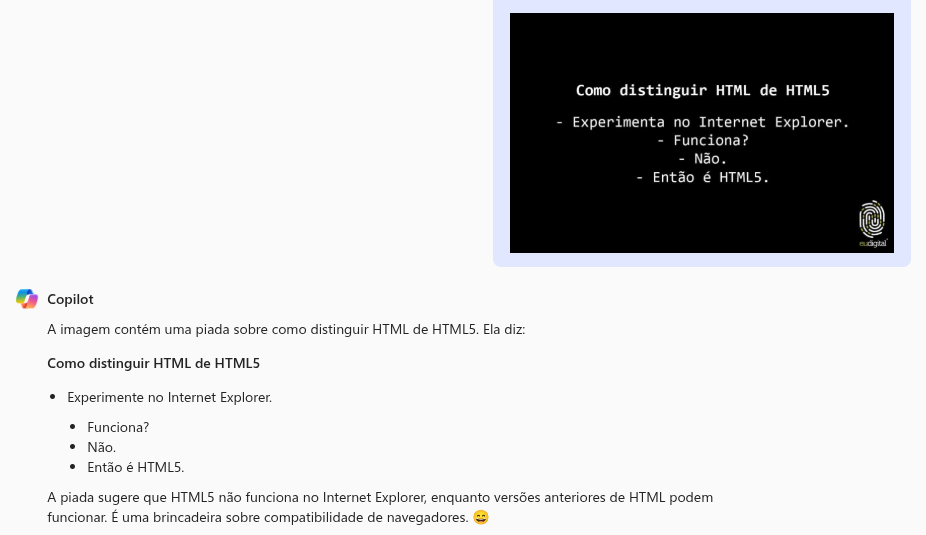 Como distinguir HTML de HTML5
- Experimenta no Internet Explorer.
- Funciona?
- Não.
- Então é HTML5.
eudigital
Copilot
A imagem contém uma piada sobre como distinguir HTML de HTML5. Ela diz:
Como distinguir HTML de HTML5
• Experimente no Internet Explorer.
• Funciona?
• Não.
• Então é HTML5.
A piada sugere que HTML5 não funciona no Internet Explorer, enquanto versões anteriores de HTML podem
funcionar. É uma brincadeira sobre compatibilidade de navegadores. 😄